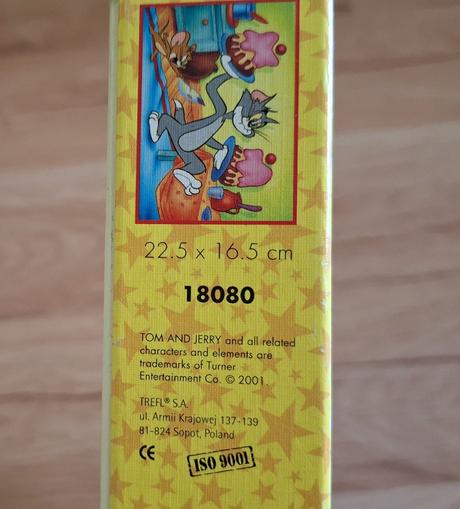 22.5 x 16.5 cm
18080
TOM AND JERRY and all related
characters and elements are
trademarks of Turner
Entertainment Co. © 2001.
TREFL® S.A.
ul. Armii Krajowej 137-139
81-824 Sopot, Poland
CE
ISO 9001